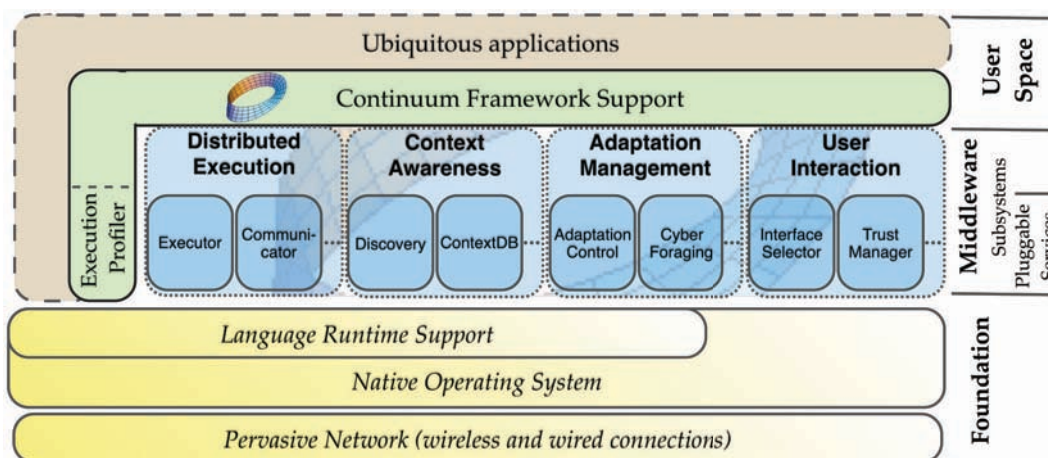 Ubiquitous applications
Continuum Framework Support
Distributed
Execution
Context
Awareness
Adaptation
Management
User
Interaction
Execution
Profiler
Executor
Communi-
cator
Discovery
ContextDB
Adaptation
Control
Cyber
Foraging
Interface
Selector
Trust
Manager
Language Runtime Support
Native Operating System
Pervasive Network (wireless and wired connections)
User
Space
Middleware
Subsystems
Pluggable
Services
Foundation